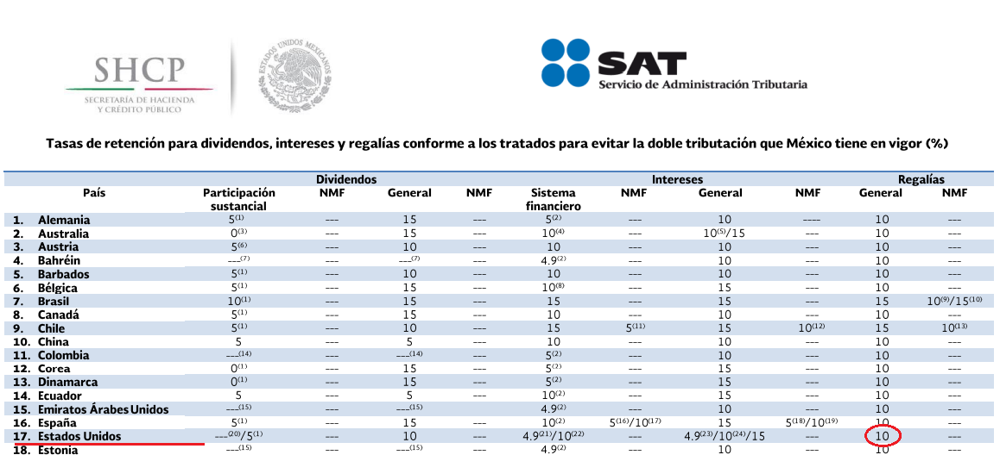 SHCP
SECRETARÍA DE HACIENDA
Y CRÉDITO PÚBLICO
ESTADOS UNIDOS MEXICANOS
SAT
Servicio de Administración Tributaria
Tasas de retención para dividendos, intereses y regalías conforme a los tratados para evitar la doble tributación que México tiene en vigor (%)
Dividendos Intereses Regalías
País Participación sustancial NMF General NMF Sistema financiero NMF General NMF General NMF
1. Alemania 5(1) --- 15 --- 5(2) --- 10 ---- 10 ---
2. Australia 0(3) --- 15 --- 10(4) --- 10(5)/15 --- 10 ---
3. Austria 5(6) --- 10 --- 10 --- 10 --- 10 ---
4. Bahréin ---(7) --- ---(7) --- 4.9(2) --- 10 --- 10 ---
5. Barbados 5(1) --- 10 --- 10 --- 10 --- 10 ---
6. Bélgica 5(1) --- 15 --- 10(8) --- 15 --- 10 ---
7. Brasil 10(1) --- 15 --- 15 --- 15 --- 15 10(9)/15(10)
8. Canadá 5(1) --- 15 --- 10 --- 10 --- 10 ---
9. Chile 5(1) --- 10 --- 15 5(11) 15 10(12) 15 10(13)
10. China 5 --- 5 --- 10 --- 10 --- 10 ---
11. Colombia ---(14) --- ---(14) --- 5(2) --- 10 --- 10 ---
12. Corea 0(1) --- 15 --- 5(2) --- 15 --- 10 ---
13. Dinamarca 0(1) --- 15 --- 5(2) --- 15 --- 10 ---
14. Ecuador 5 --- 5 --- 10(2) --- 15 --- 10 ---
15. Emiratos Árabes Unidos ---(15) --- ---(15) --- 4.9(2) --- 10 --- 10 ---
16. España 5(1) --- 15 --- 10(2) 5(16)/10(17) 15 5(18)/10(19) 10 ---
17. Estados Unidos ---(20)/5(1) --- 10 --- 4.9(21)/10(22) --- 4.9(23)/10(24)/15 --- 10 ---
18. Estonia ---(15) --- ---(15) --- 4.9(2) --- 10 --- 10 ---